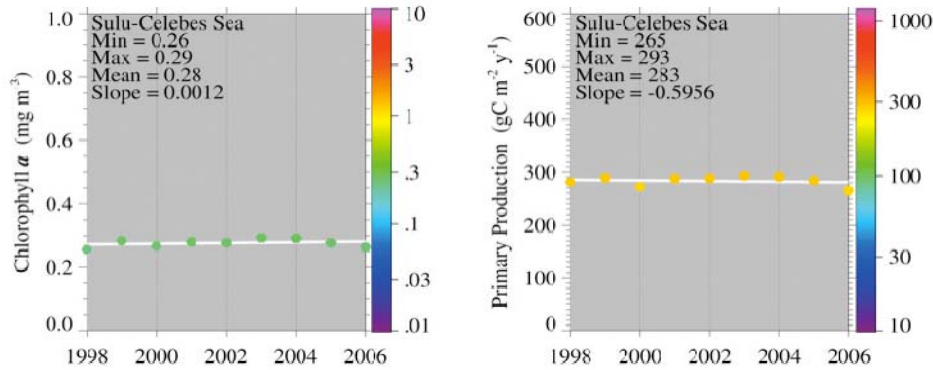 Sulu-Celebes Sea
Min = 0.26
Max = 0.29
Mean = 0.28
Slope = 0.0012
Chlorophyll a (mg m³)
1.0
0.8
0.6
0.4
0.2
0.0
1998 2000 2002 2004 2006
10
3
1
.3
.1
.03
.01
Sulu-Celebes Sea
Min = 265
Max = 293
Mean = 283
Slope = -0.5956
Primary Production (gC m⁻² y⁻¹)
600
500
400
300
200
100
0
1998 2000 2002 2004 2006
1000
300
100
30
10